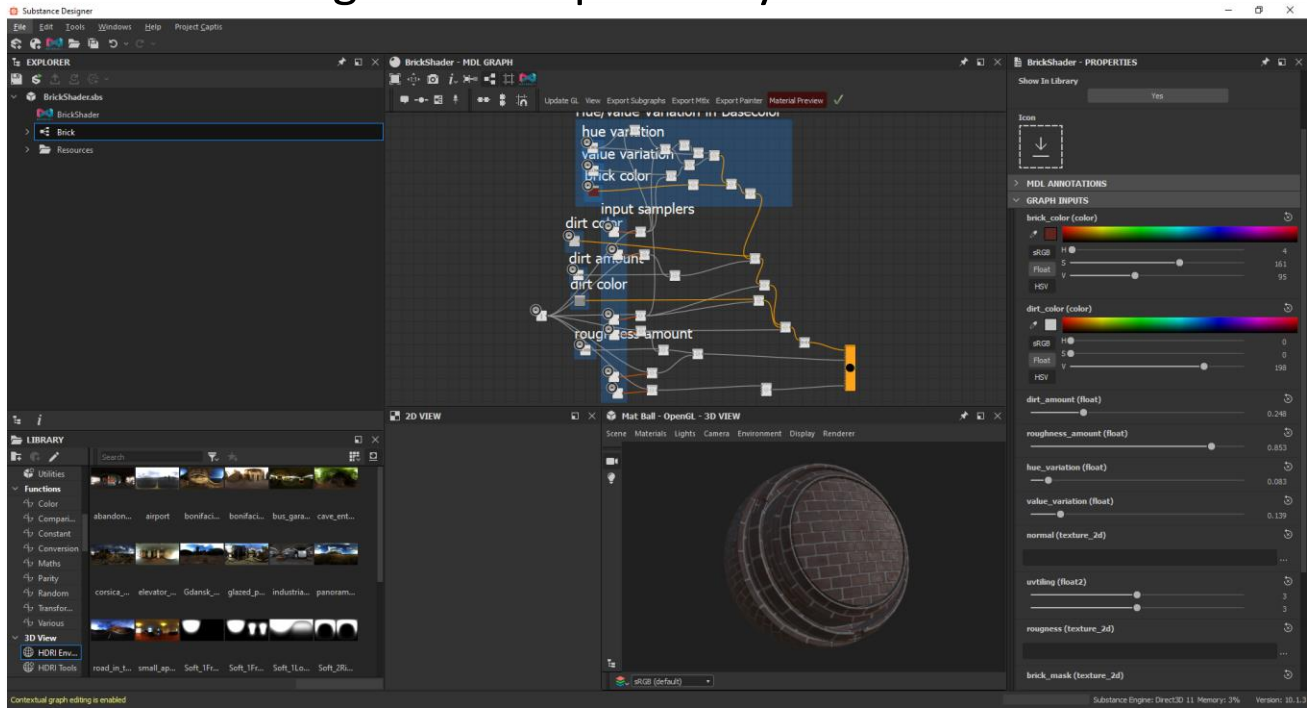 Substance Designer
File Edit Tools Windows Help Project Captis
EXPLORER
BrickShader.sbs
BrickShader
Brick
Resources
BrickShader - MDL GRAPH
Update GL View Export Subgraphs Export Mtlx Export Painter Material Preview
Hue/Value Variation in Basecolor
hue variation
value variation
brick color
input samplers
dirt color
dirt amount
dirt color
roughness amount
BrickShader - PROPERTIES
Show In Library
Yes
Icon
MDL ANNOTATIONS
GRAPH INPUTS
brick_color (color)
sRGB
Float
HSV
H 4
S 161
V 95
dirt_color (color)
sRGB
Float
HSV
H 0
S 0
V 198
dirt_amount (float)
0.248
roughness_amount (float)
0.853
hue_variation (float)
0.083
value_variation (float)
0.139
normal (texture_2d)
...
uvtiling (float2)
3
3
rougness (texture_2d)
...
brick_mask (texture_2d)
LIBRARY
Search
Utilities
Functions
Color
Compari...
Constant
Conversion
Maths
Parity
Random
Transfor...
Various
3D View
HDRI Env...
HDRI Tools
abandon... airport bonifaci... bonifaci... bus_gara... cave_ent...
corsica_... elevator_... Gdansk_... glazed_p... industria... panoram...
road_in_t... small_ap... Soft_1Fr... Soft_1Fr... Soft_1Lo... Soft_2Ri...
2D VIEW
Mat Ball - OpenGL - 3D VIEW
Scene Materials Lights Camera Environment Display Renderer
sRGB (default)
Contextual graph editing is enabled
Substance Engine: Direct3D 11 Memory: 3% Version: 10.1.3